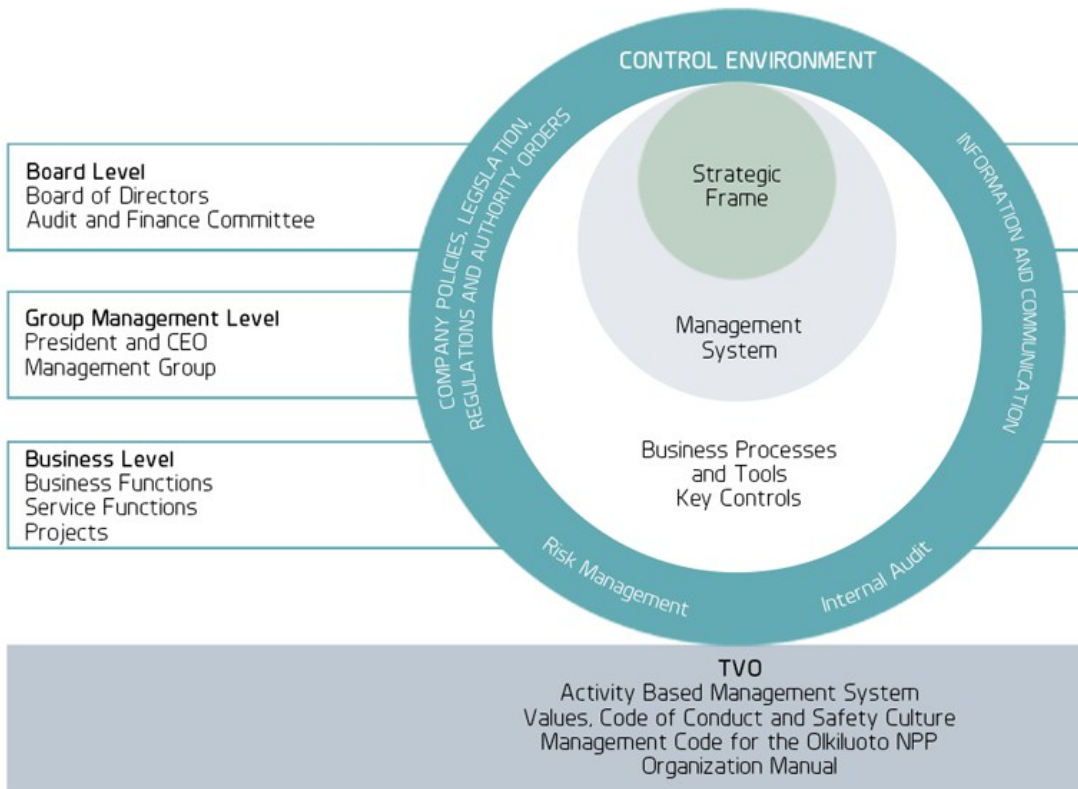 CONTROL ENVIRONMENT
COMPANY POLICIES, LEGISLATION,
REGULATIONS AND AUTHORITY ORDERS
INFORMATION AND COMMUNICATION
Strategic
Frame
Board Level
Board of Directors
Audit and Finance Committee
Group Management Level
President and CEO
Management Group
Management
System
Business Level
Business Functions
Service Functions
Projects
Business Processes
and Tools
Key Controls
Risk Management
Internal Audit
TVO
Activity Based Management System
Values, Code of Conduct and Safety Culture
Management Code for the Olkiluoto NPP
Organization Manual